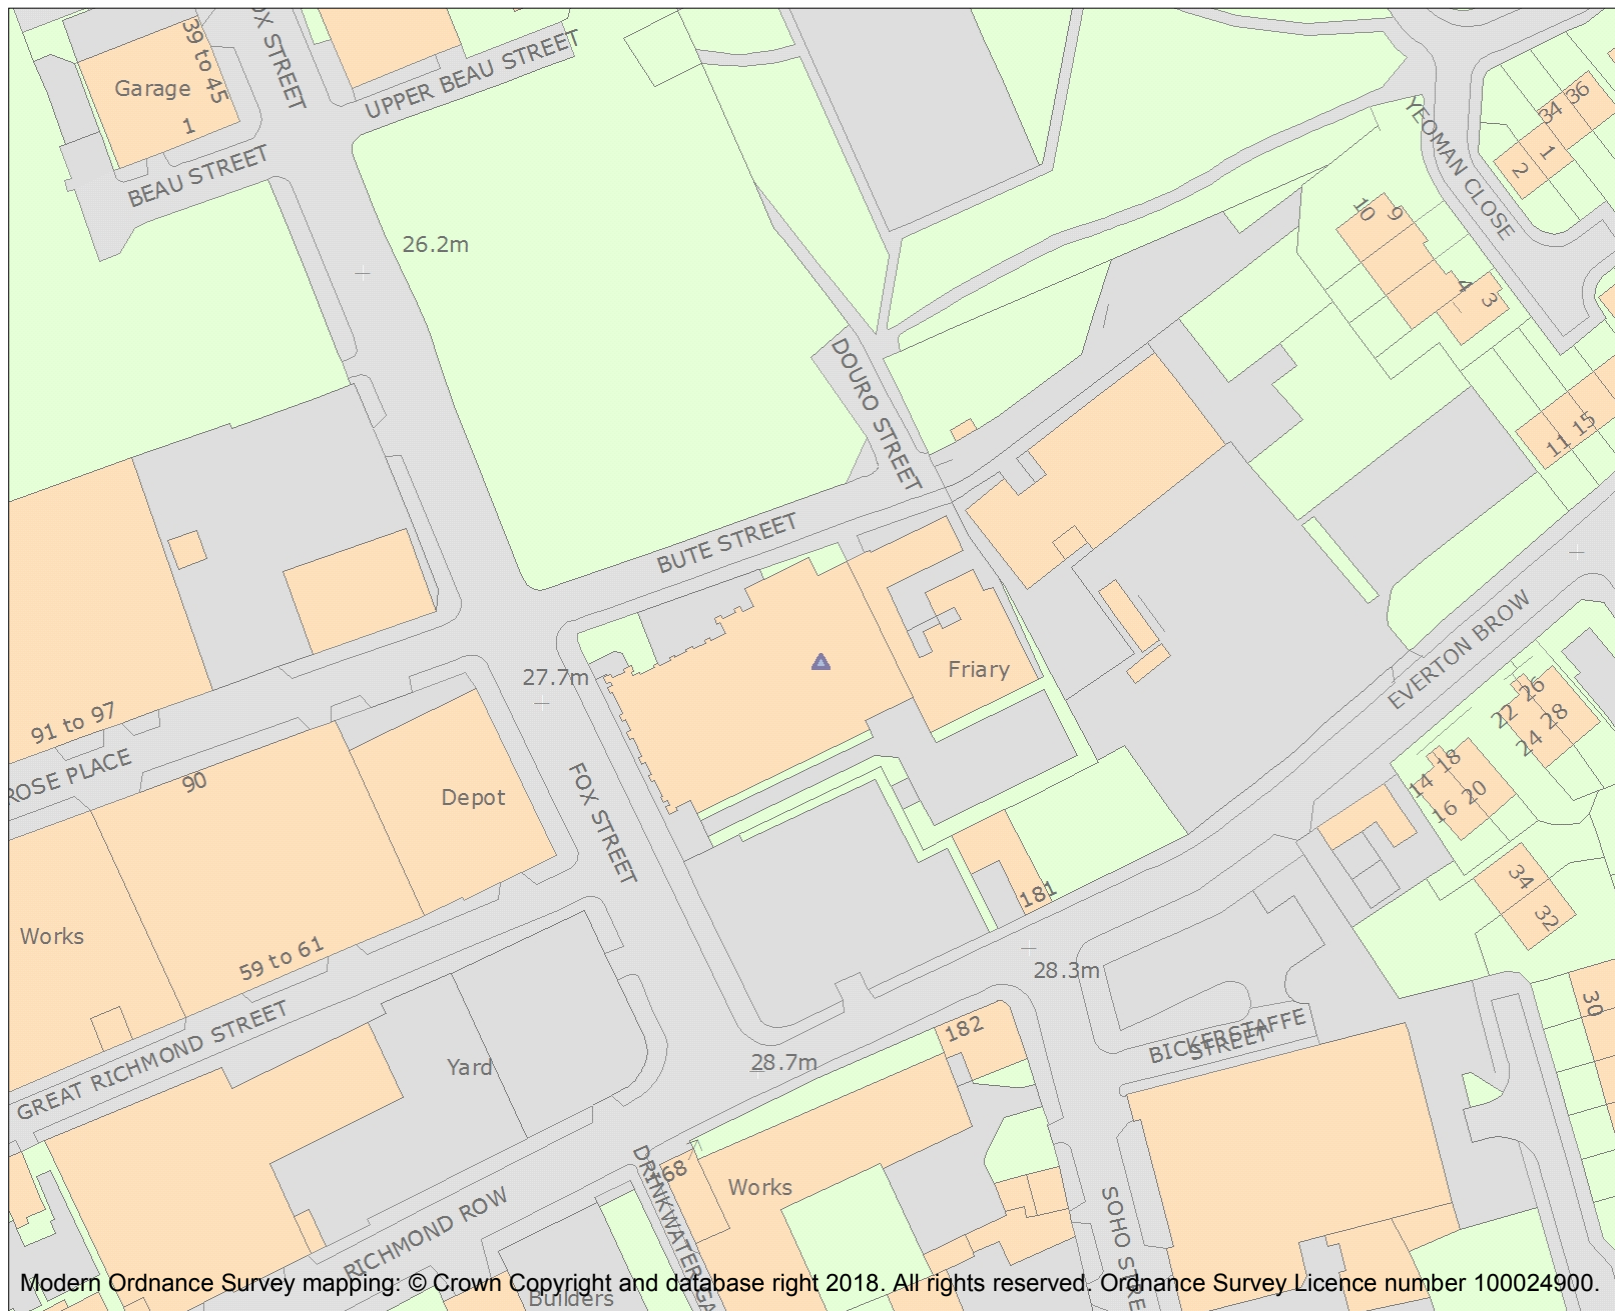 39 to 45
Garage
1
UPPER BEAU STREET
BEAU STREET
26.2m
YEOMAN CLOSE
34
36
1
2
10
9
4
3
11
15
DOURO STREET
BUTE STREET
Friary
EVERTON BROW
27.7m
91 to 97
90
Depot
FOX STREET
22
26
24
28
14
18
16
20
34
32
181
28.3m
Works
59 to 61
GREAT RICHMOND STREET
Yard
28.7m
182
BICKERSTAFFE
STREET
30
68
Works
RICHMOND ROW
Builders
Modern Ordnance Survey mapping: © Crown Copyright and database right 2018. All rights reserved. Ordnance Survey Licence number 100024900.